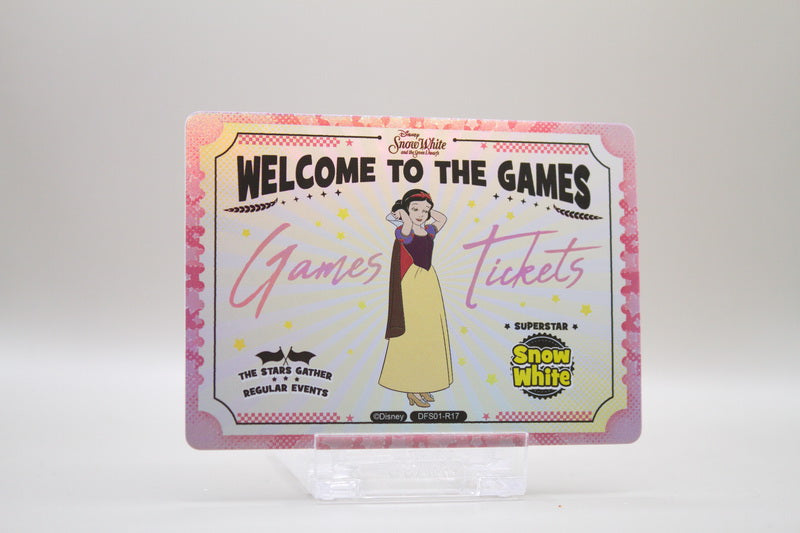 Disney
Snow White
and the Seven Dwarfs
WELCOME TO THE GAMES
Games Tickets
THE STARS GATHER
REGULAR EVENTS
SUPERSTAR
Snow
White
©Disney DFS01-R17